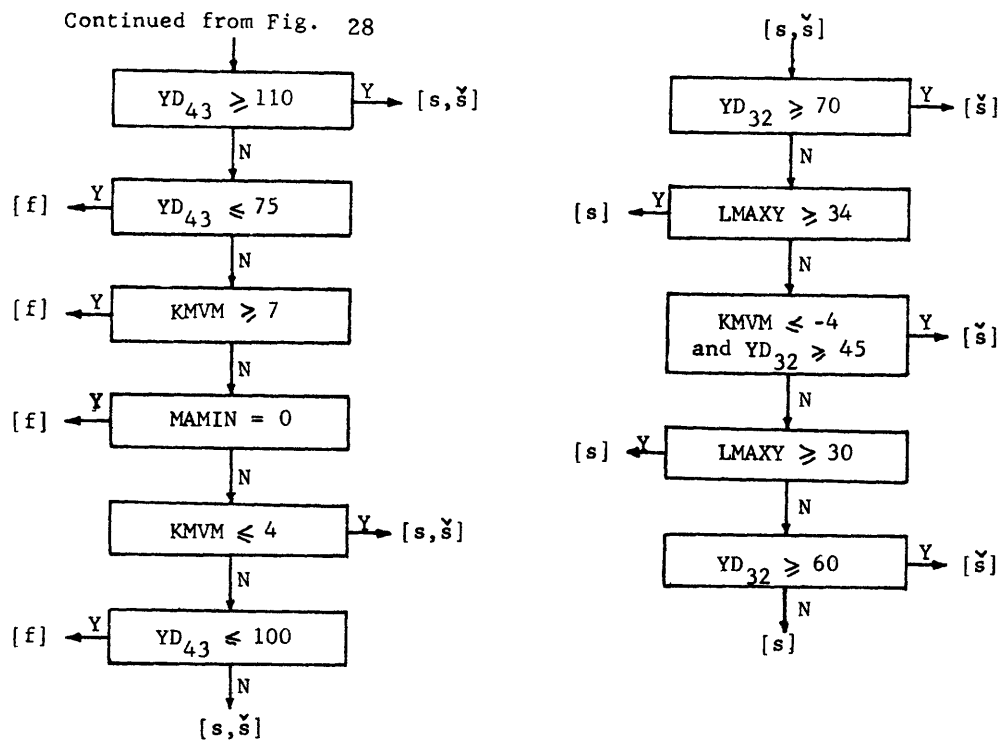 Continued from Fig. 28
YD43 ⩾ 110
Y
[s,š]
N
YD43 ⩽ 75
Y
[f]
N
KMVM ⩾ 7
Y
[f]
N
MAMIN = 0
Y
[f]
N
KMVM ⩽ 4
Y
[s,š]
N
YD43 ⩽ 100
Y
[f]
N
[s,š]
[s,š]
YD32 ⩾ 70
Y
[š]
N
LMAXY ⩾ 34
Y
[s]
N
KMVM ⩽ -4
and YD32 ⩾ 45
Y
[š]
N
LMAXY ⩾ 30
Y
[s]
N
YD32 ⩾ 60
Y
[š]
N
[s]